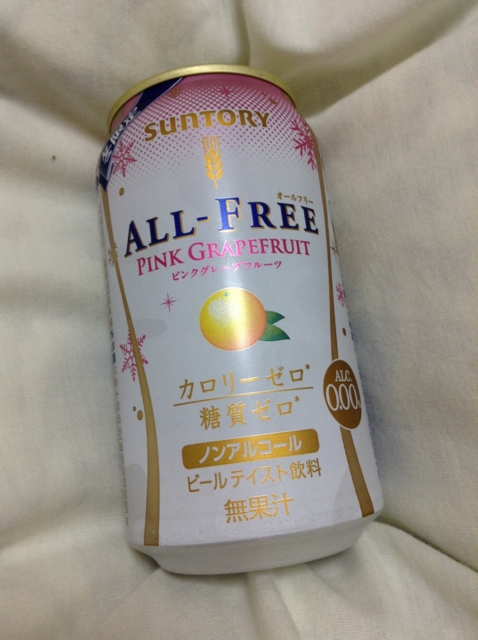 SUNTORY
オールフリー
ALL-FREE
PINK GRAPEFRUIT
ピンクグレープフルーツ
カロリーゼロ*
糖質ゼロ*
ALC.
0.00
ノンアルコール
ビールテイスト飲料
無果汁